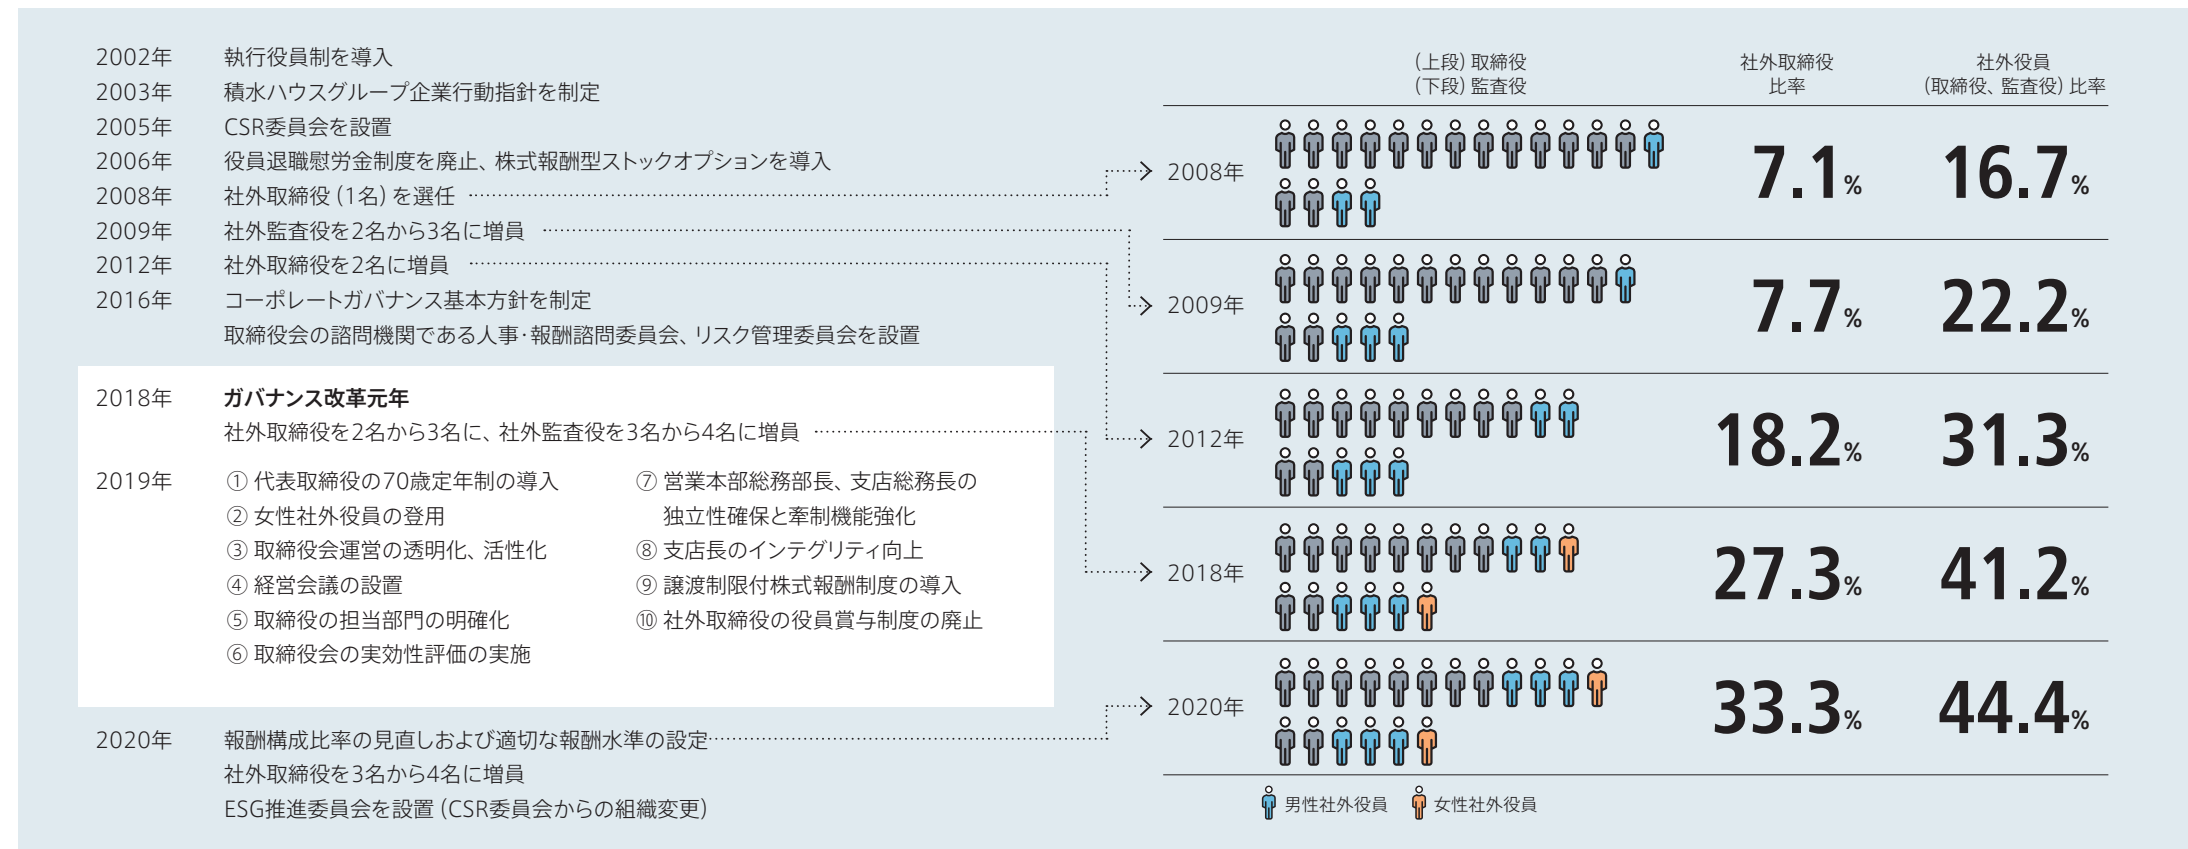 2002年 執行役員制を導入
2003年 積水ハウスグループ企業行動指針を制定
2005年 CSR委員会を設置
2006年 役員退職慰労金制度を廃止、株式報酬型ストックオプションを導入
2008年 社外取締役（1名）を選任
2009年 社外監査役を2名から3名に増員
2012年 社外取締役を2名に増員
2016年 コーポレートガバナンス基本方針を制定
取締役会の諮問機関である人事・報酬諮問委員会、リスク管理委員会を設置
2018年 ガバナンス改革元年
社外取締役を2名から3名に、社外監査役を3名から4名に増員
2019年 ① 代表取締役の70歳定年制の導入
② 女性社外役員の登用
③ 取締役会運営の透明化、活性化
④ 経営会議の設置
⑤ 取締役の担当部門の明確化
⑥ 取締役会の実効性評価の実施
⑦ 営業本部総務部長、支店総務長の
独立性確保と牽制機能強化
⑧ 支店長のインテグリティ向上
⑨ 譲渡制限付株式報酬制度の導入
⑩ 社外取締役の役員賞与制度の廃止
2020年 報酬構成比率の見直しおよび適切な報酬水準の設定
社外取締役を3名から4名に増員
ESG推進委員会を設置（CSR委員会からの組織変更）
（上段）取締役
（下段）監査役
社外取締役
比率
社外役員
（取締役、監査役）比率
2008年 7.1% 16.7%
2009年 7.7% 22.2%
2012年 18.2% 31.3%
2018年 27.3% 41.2%
2020年 33.3% 44.4%
男性社外役員 女性社外役員